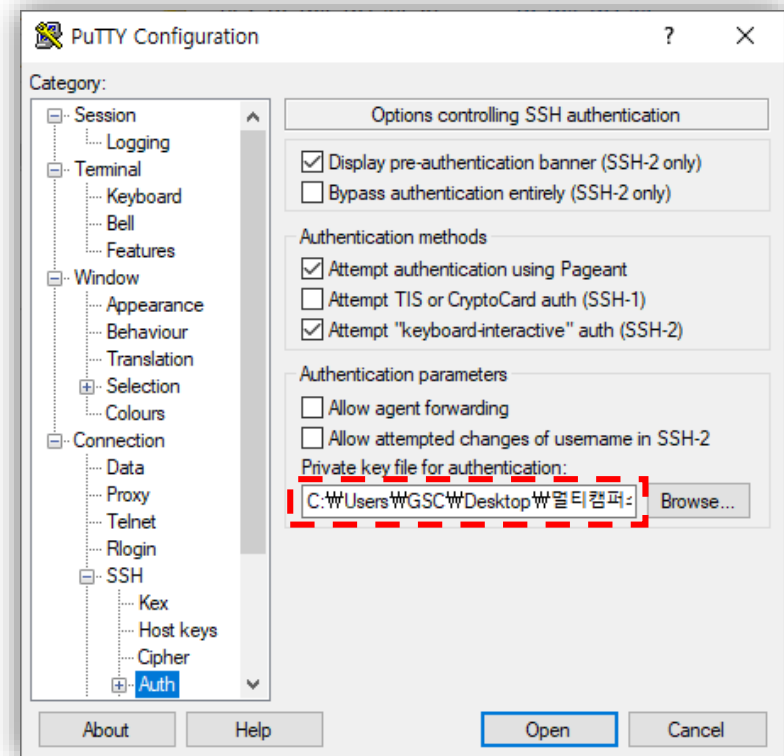 PuTTY Configuration
?
Category:
Session
Logging
Terminal
Keyboard
Bell
Features
Window
Appearance
Behaviour
Translation
Selection
Colours
Connection
Data
Proxy
Telnet
Rlogin
SSH
Kex
Host keys
Cipher
Auth
Options controlling SSH authentication
Display pre-authentication banner (SSH-2 only)
Bypass authentication entirely (SSH-2 only)
Authentication methods
Attempt authentication using Pageant
Attempt TIS or CryptoCard auth (SSH-1)
Attempt "keyboard-interactive" auth (SSH-2)
Authentication parameters
Allow agent forwarding
Allow attempted changes of username in SSH-2
Private key file for authentication:
C:₩Users₩GSC₩Desktop₩멀티캠퍼
Browse...
About
Help
Open
Cancel